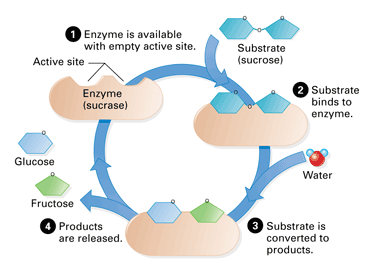 1 Enzyme is available
with empty active site.
Active site
Enzyme
(sucrase)
Substrate
(sucrose)
2 Substrate
binds to
enzyme.
Water
3 Substrate is
converted to
products.
Glucose
Fructose
4 Products
are released.